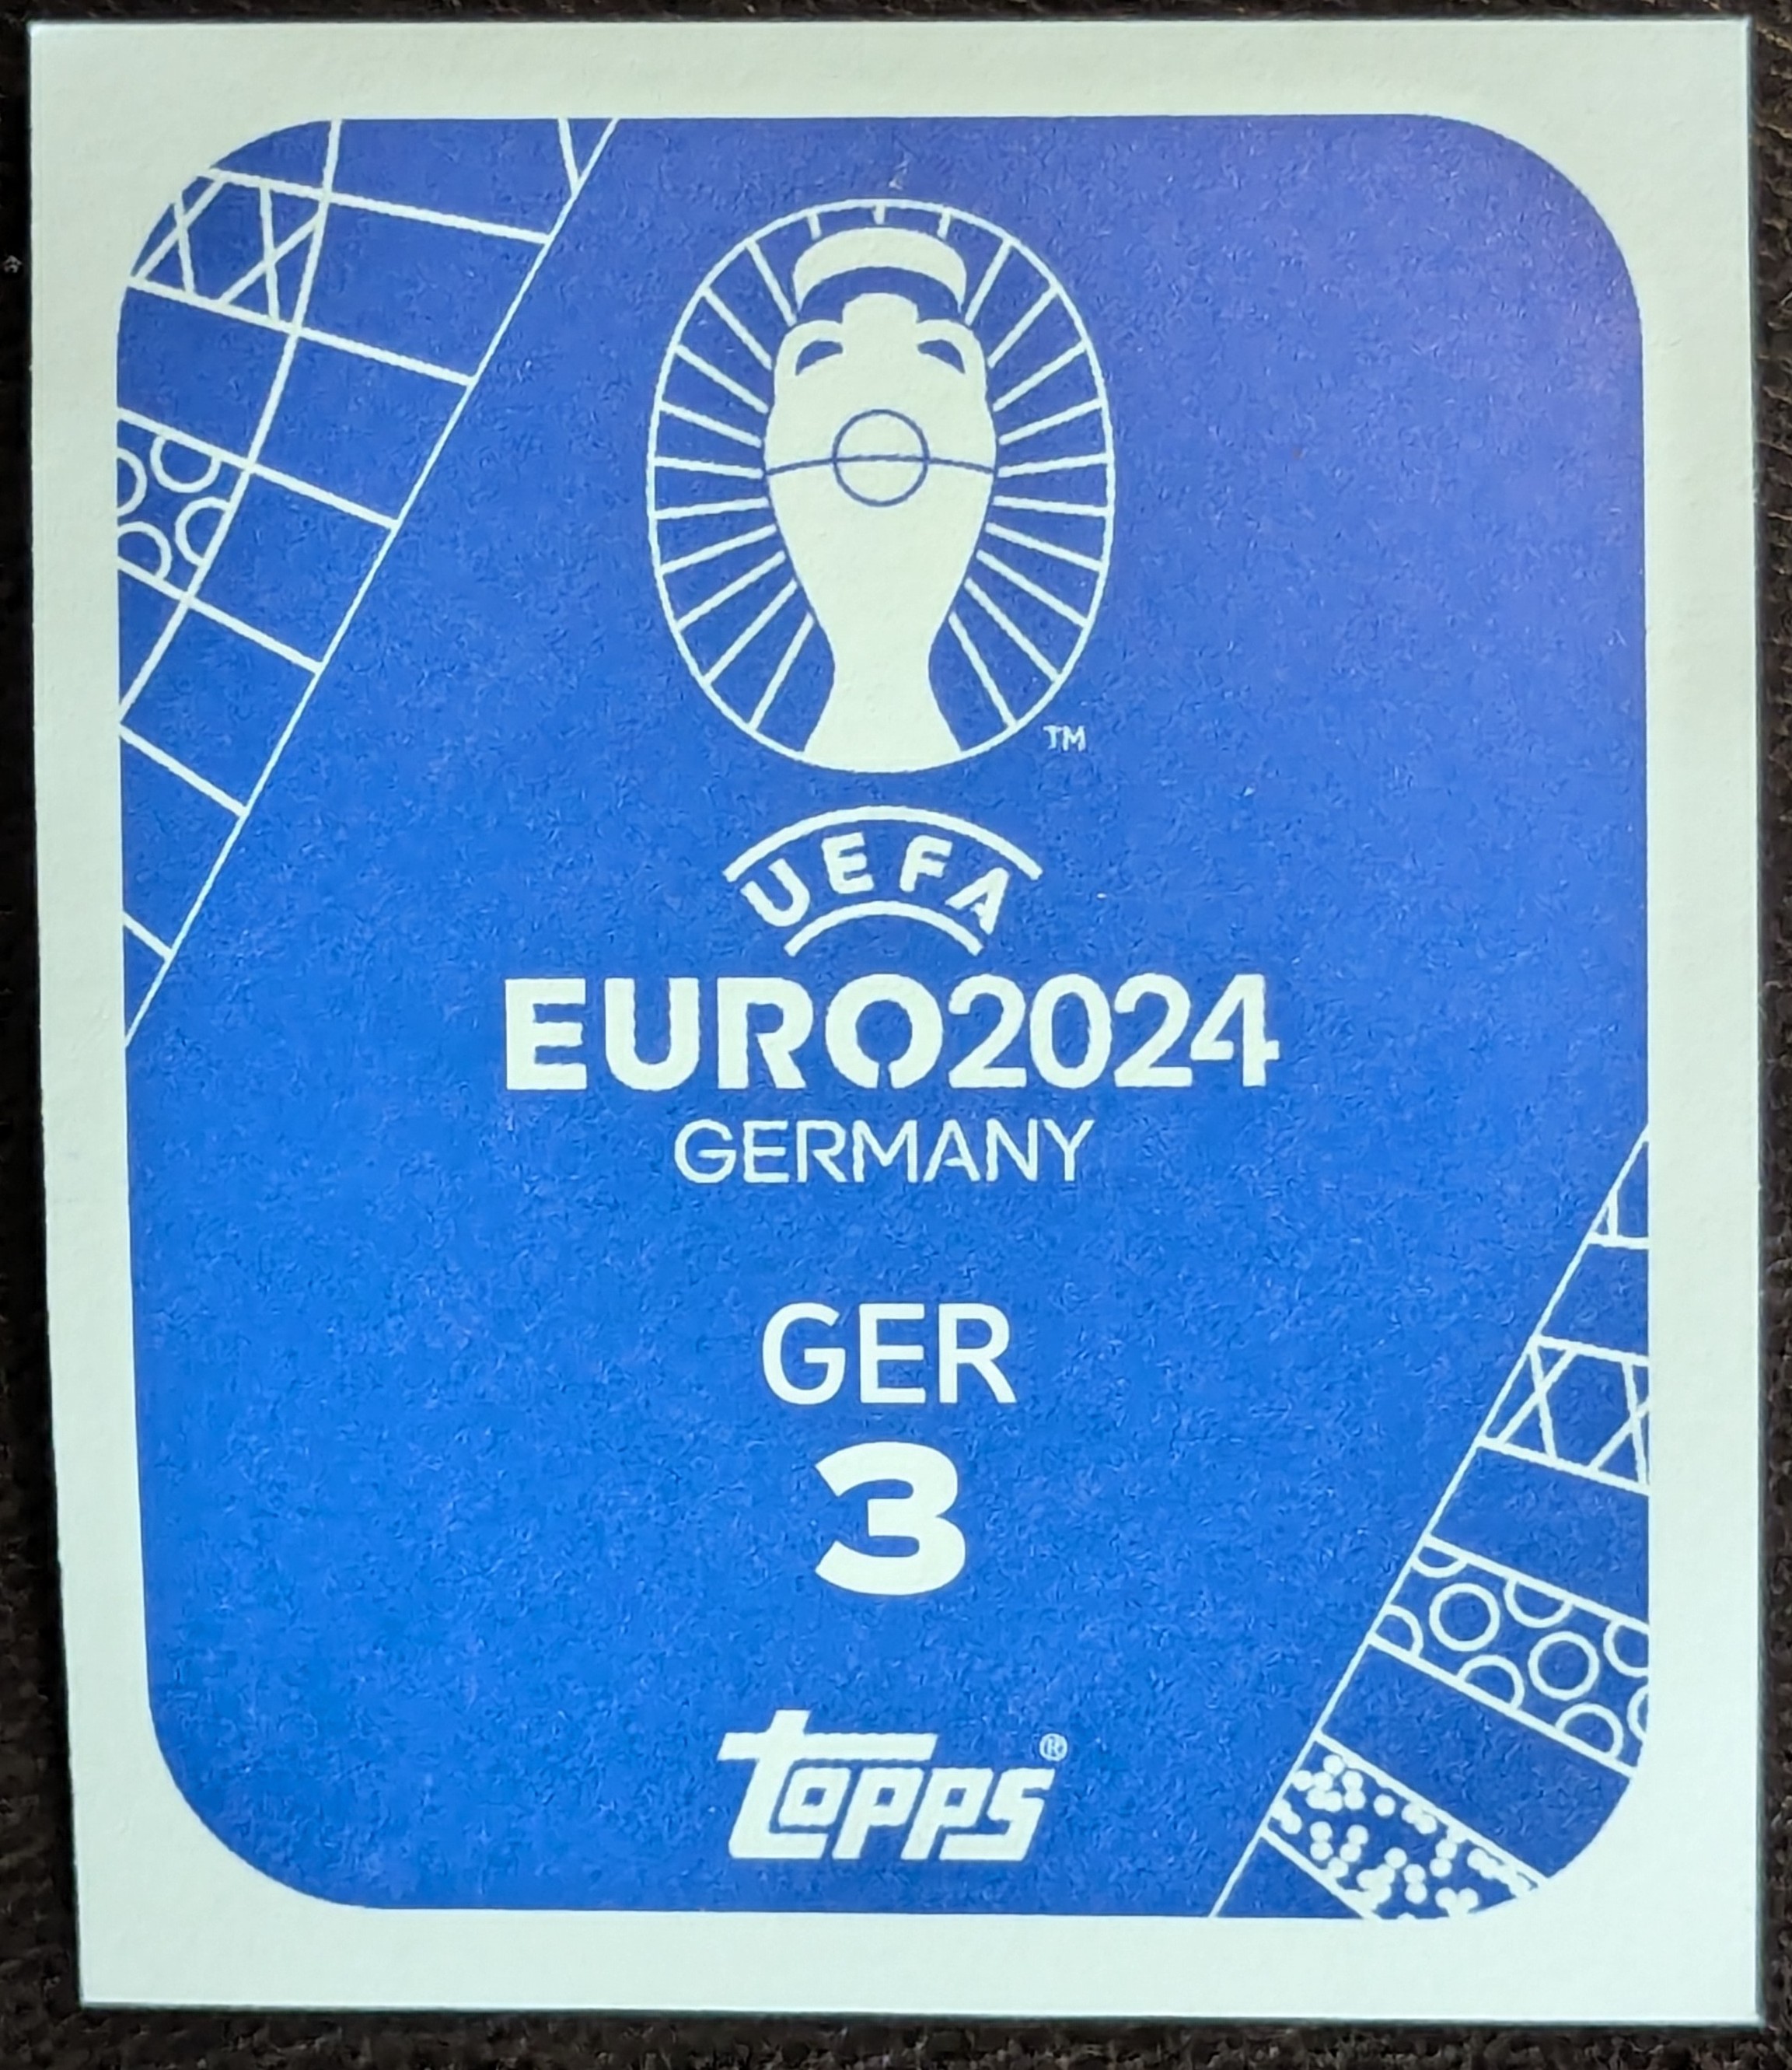 TM
UEFA
EURO2024
GERMANY
GER
3
topps®